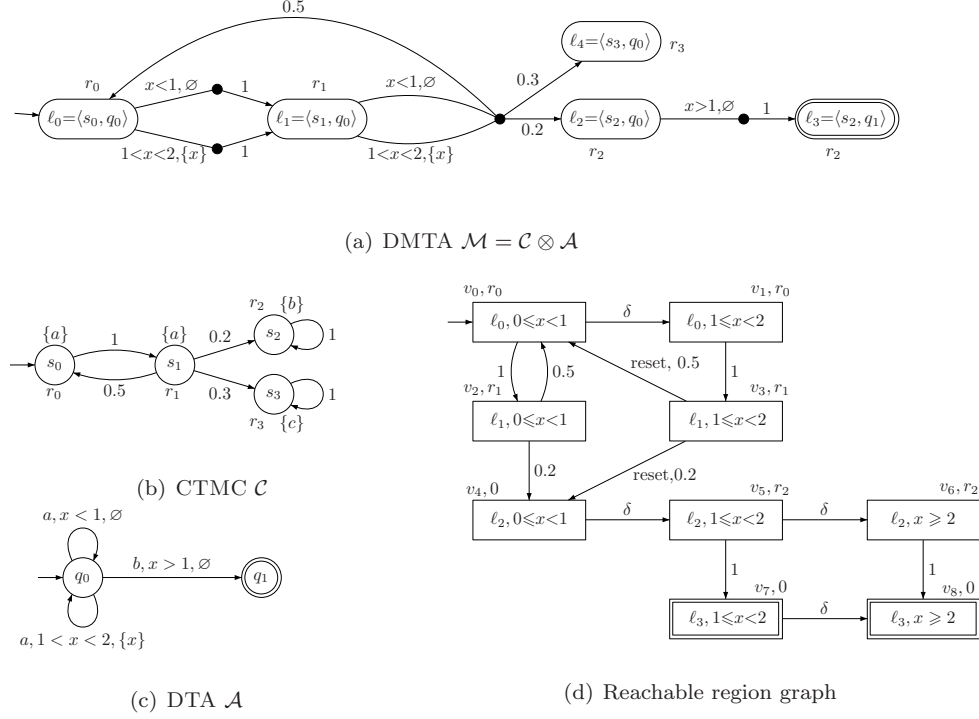 0.5
ℓ4=⟨s3, q0⟩
r3
r0
x<1,∅
1
r1
x<1,∅
0.3
ℓ0=⟨s0, q0⟩
ℓ1=⟨s1, q0⟩
0.2
ℓ2=⟨s2, q0⟩
x>1,∅
1
ℓ3=⟨s2, q1⟩
1<x<2,{x}
1
1<x<2,{x}
r2
r2
(a) DMTA M = C ⊗ A
r2
{b}
s2
1
{a}
{a}
0.2
1
s0
s1
0.5
r0
r1
0.3
s3
1
r3
{c}
(b) CTMC C
a, x < 1, ∅
q0
b, x > 1, ∅
q1
a, 1 < x < 2, {x}
(c) DTA A
v0, r0
v1, r0
ℓ0, 0⩽x<1
δ
ℓ0, 1⩽x<2
reset, 0.5
1
0.5
1
v2, r1
v3, r1
ℓ1, 0⩽x<1
ℓ1, 1⩽x<2
0.2
reset,0.2
v4, 0
v5, r2
v6, r2
ℓ2, 0⩽x<1
δ
ℓ2, 1⩽x<2
δ
ℓ2, x ⩾ 2
1
1
v7, 0
v8, 0
ℓ3, 1⩽x<2
δ
ℓ3, x ⩾ 2
(d) Reachable region graph